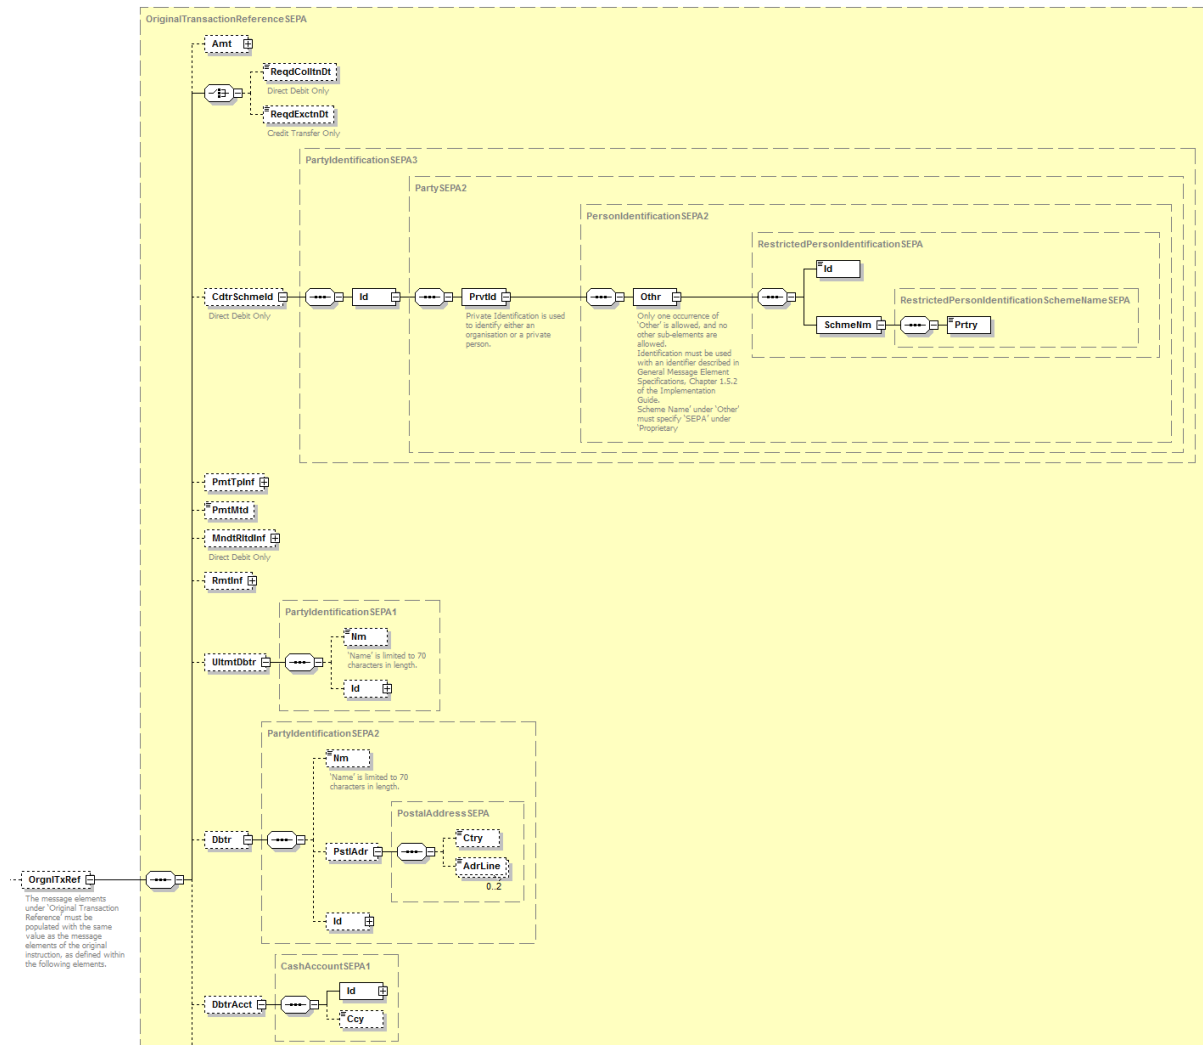 OriginalTransactionReferenceSEPA
Amt
ReqdColltnDt
Direct Debit Only
ReqdExctnDt
Credit Transfer Only
PartyIdentificationSEPA3
PartySEPA2
PersonIdentificationSEPA2
RestrictedPersonIdentificationSEPA
Id
CdtrSchmeId
Direct Debit Only
Id
PrvtId
Private Identification is used
to identify either an
organisation or a private
person.
Othr
Only one occurrence of
'Other' is allowed, and no
other sub-elements are
allowed.
Identification must be used
with an identifier described in
General Message Element
Specifications, Chapter 1.5.2
of the Implementation
Guide.
Scheme Name' under 'Other'
must specify 'SEPA' under
'Proprietary
RestrictedPersonIdentificationSchemeNameSEPA
SchmeNm
Prtry
PmtTpInf
PmtMtd
MndtRltdInf
Direct Debit Only
RmtInf
PartyIdentificationSEPA1
Nm
'Name' is limited to 70
characters in length.
UltmtDbtr
Id
PartyIdentificationSEPA2
Nm
'Name' is limited to 70
characters in length.
PostalAddressSEPA
Ctry
Dbtr
PstlAdr
AdrLine
0..2
OrgnlTxRef
The message elements
under 'Original Transaction
Reference' must be
populated with the same
value as the message
elements of the original
instruction, as defined within
the following elements.
Id
CashAccountSEPA1
Id
DbtrAcct
Ccy